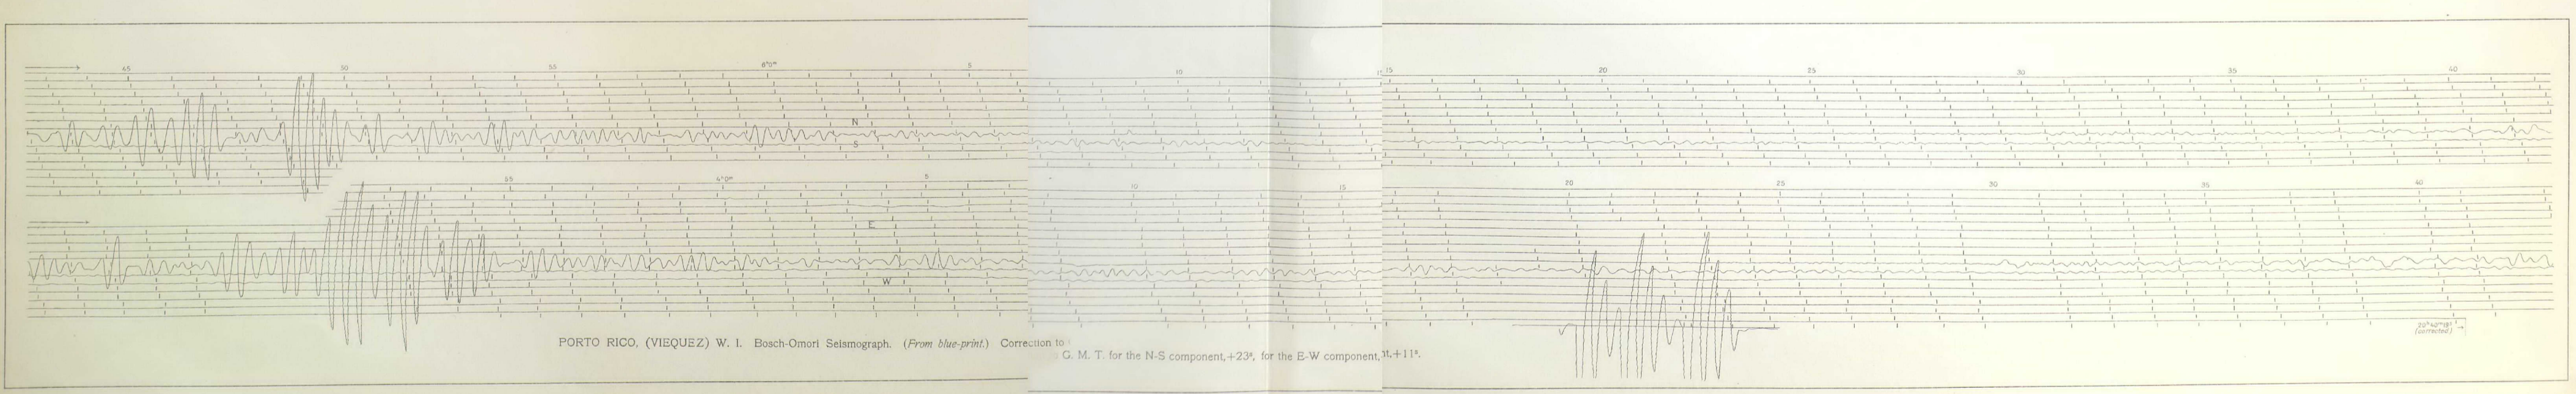 45 50 55 6ʰ0ᵐ 5 10 15 20 25 30 35 40
N
S
55 5 10 15 20 25 30 35 40
E
W
(corrected)
PORTO RICO, (VIEQUEZ) W. I. Bosch-Omori Seismograph. (From blue-print.) Correction to G. M. T. for the N-S component,+23ˢ, for the E-W component,+11ˢ.